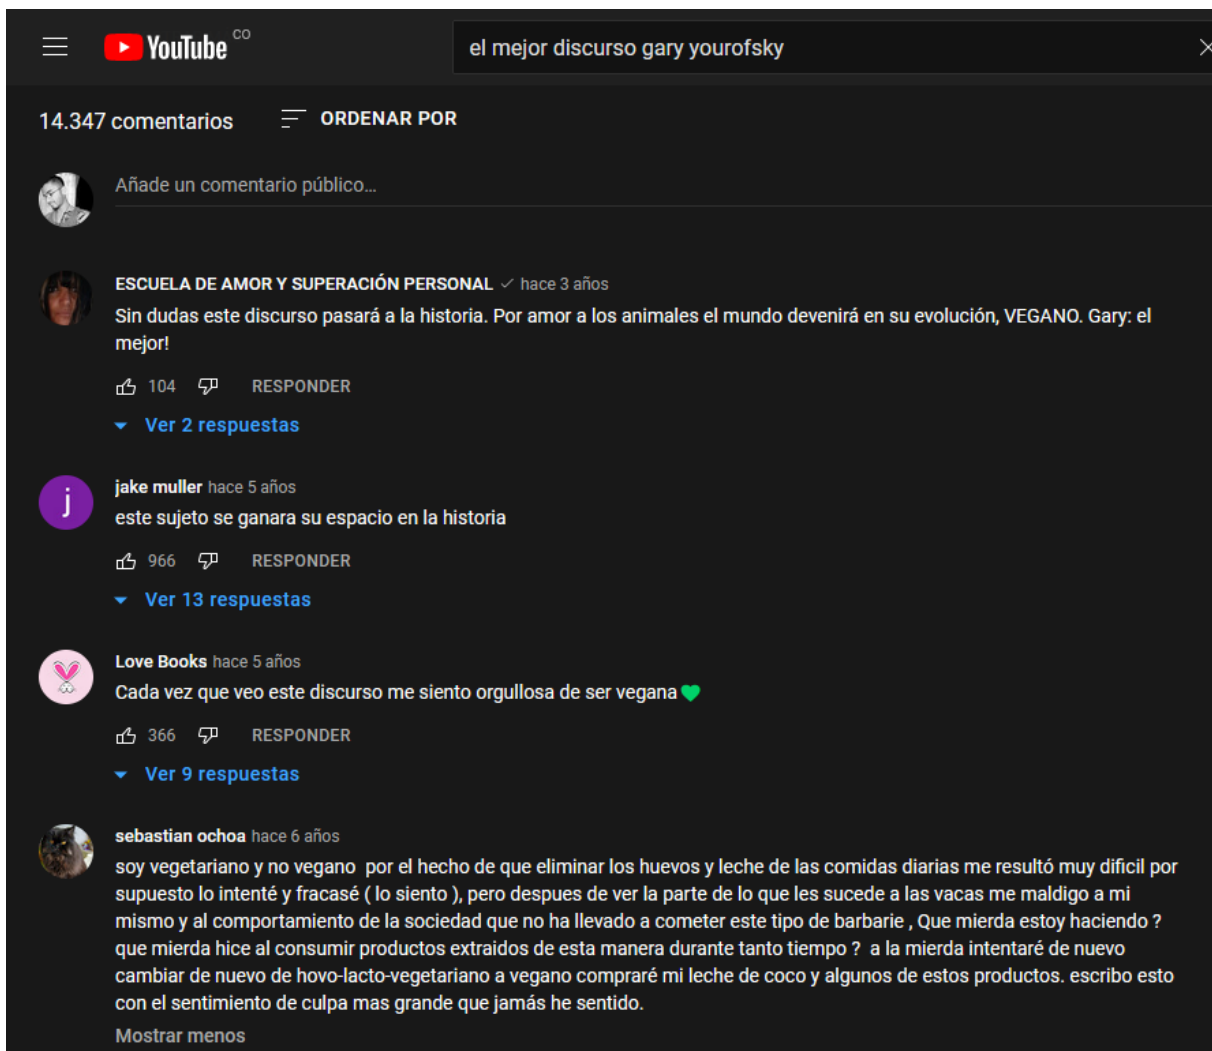 YouTube CO
el mejor discurso gary yourofsky
14.347 comentarios
ORDENAR POR
Añade un comentario público...
ESCUELA DE AMOR Y SUPERACIÓN PERSONAL hace 3 años
Sin dudas este discurso pasará a la historia. Por amor a los animales el mundo devenirá en su evolución, VEGANO. Gary: el
mejor!
104 RESPONDER
Ver 2 respuestas
j
jake muller hace 5 años
este sujeto se ganara su espacio en la historia
966 RESPONDER
Ver 13 respuestas
Love Books hace 5 años
Cada vez que veo este discurso me siento orgullosa de ser vegana💚
366 RESPONDER
Ver 9 respuestas
sebastian ochoa hace 6 años
soy vegetariano y no vegano por el hecho de que eliminar los huevos y leche de las comidas diarias me resultó muy dificil por
supuesto lo intenté y fracasé ( lo siento ), pero despues de ver la parte de lo que les sucede a las vacas me maldigo a mi
mismo y al comportamiento de la sociedad que no ha llevado a cometer este tipo de barbarie , Que mierda estoy haciendo ?
que mierda hice al consumir productos extraidos de esta manera durante tanto tiempo ? a la mierda intentaré de nuevo
cambiar de nuevo de hovo-lacto-vegetariano a vegano compraré mi leche de coco y algunos de estos productos. escribo esto
con el sentimiento de culpa mas grande que jamás he sentido.
Mostrar menos